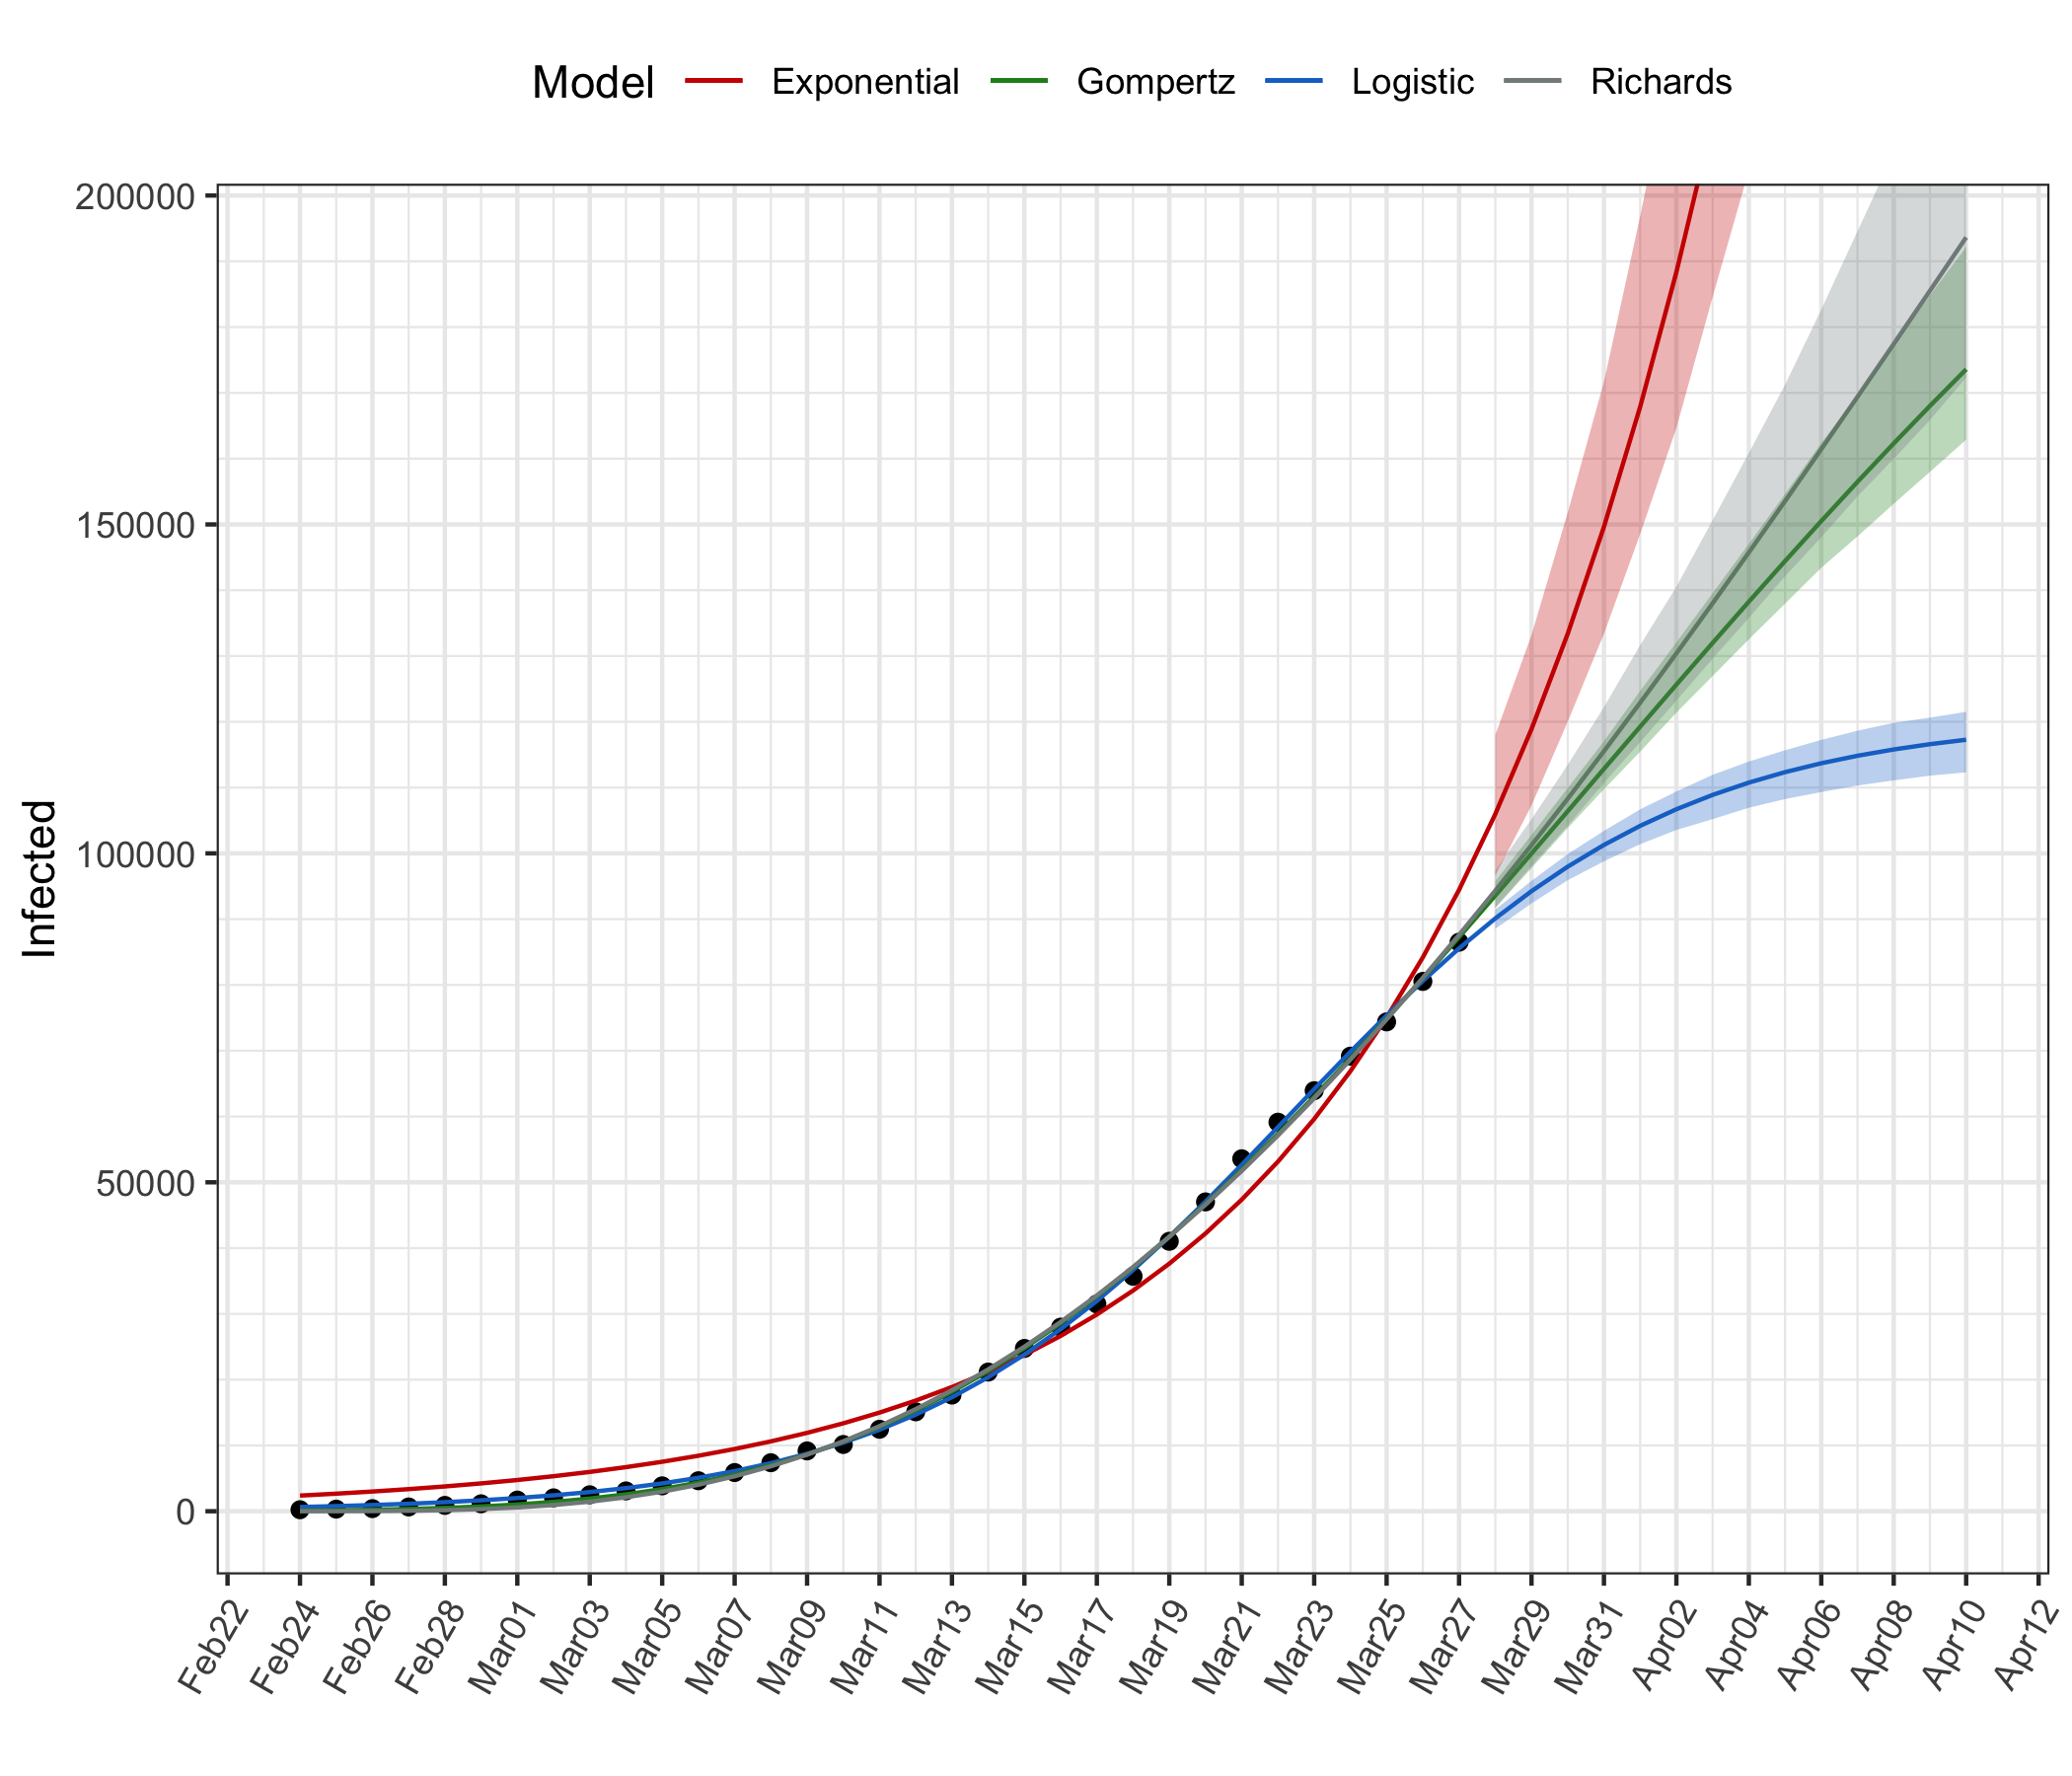 Model Exponential Gompertz Logistic Richards
200000
150000
100000
50000
0
Infected
Feb22 Feb24 Feb26 Feb28 Mar01 Mar03 Mar05 Mar07 Mar09 Mar11 Mar13 Mar15 Mar17 Mar19 Mar21 Mar23 Mar25 Mar27 Mar29 Mar31 Apr02 Apr04 Apr06 Apr08 Apr10 Apr12